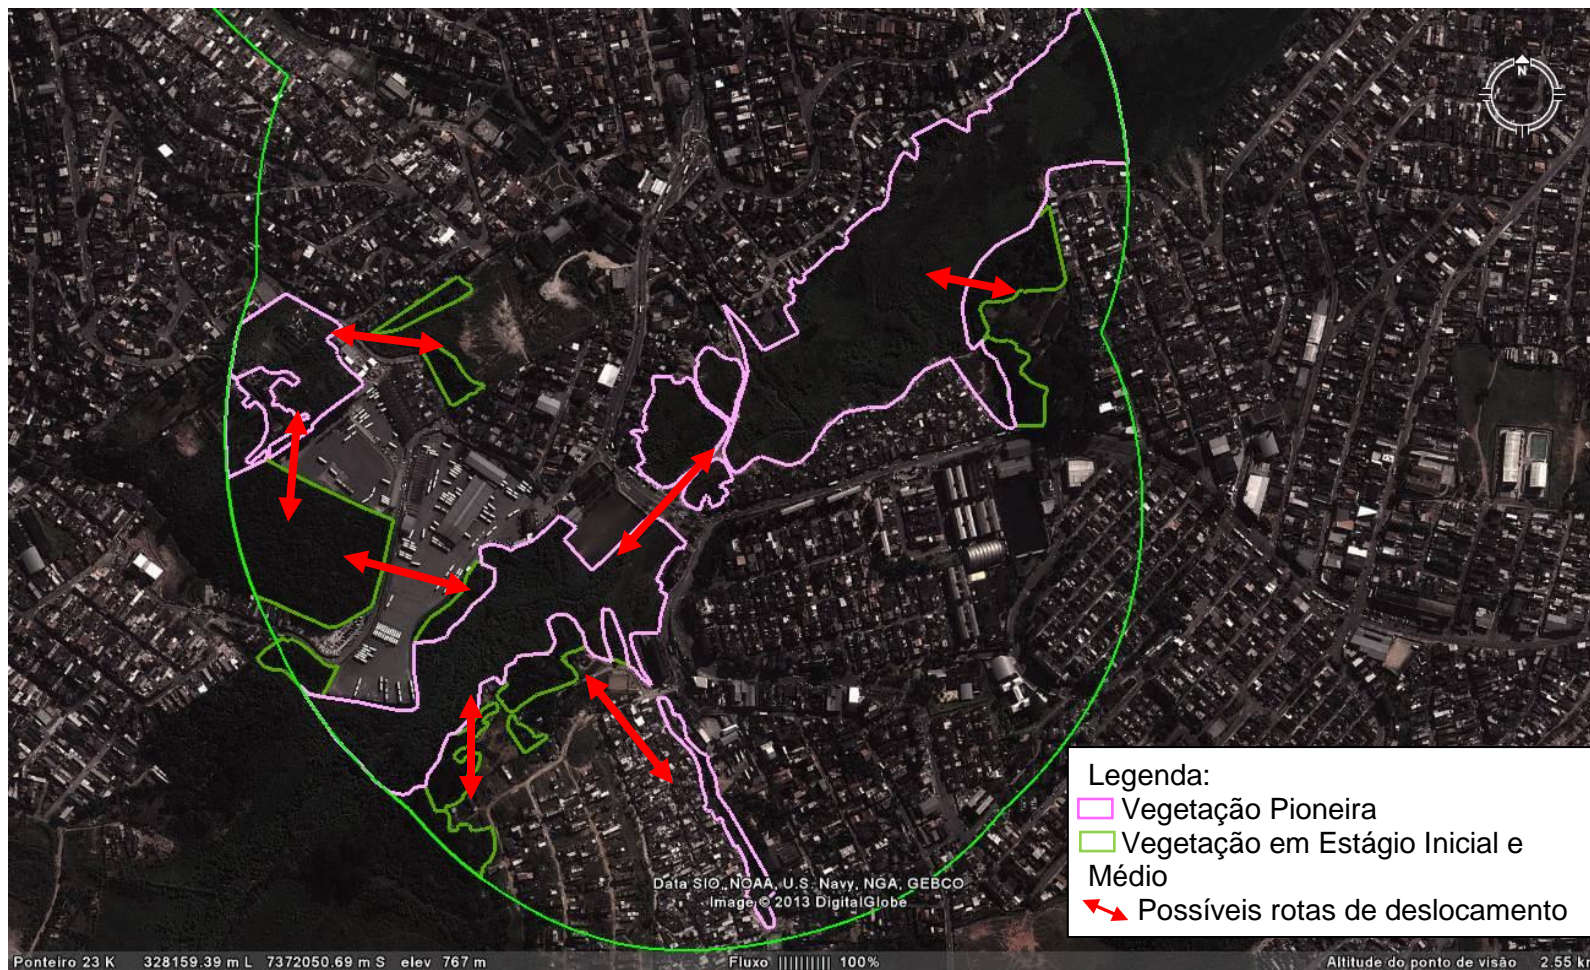 N
Legenda:
Vegetação Pioneira
Vegetação em Estágio Inicial e
Médio
Possíveis rotas de deslocamento
Data SIO, NOAA, U.S. Navy, NGA, GEBCO
Image © 2013 DigitalGlobe
Ponteiro 23 K 328159.39 m L 7372050.69 m S elev 767 m Fluxo ||||||||| 100% Altitude do ponto de visão 2.55 km